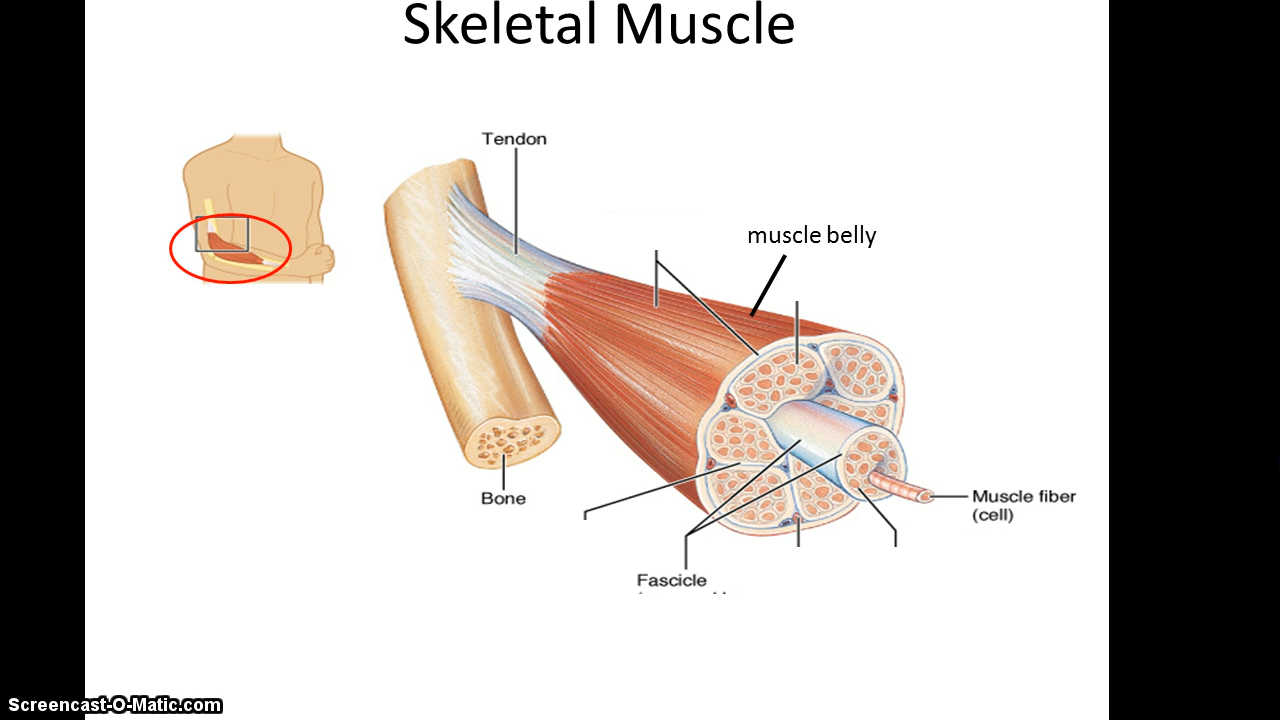 Skeletal Muscle
Tendon
muscle belly
Bone
Muscle fiber
(cell)
Fascicle
Screencast-O-Matic.com